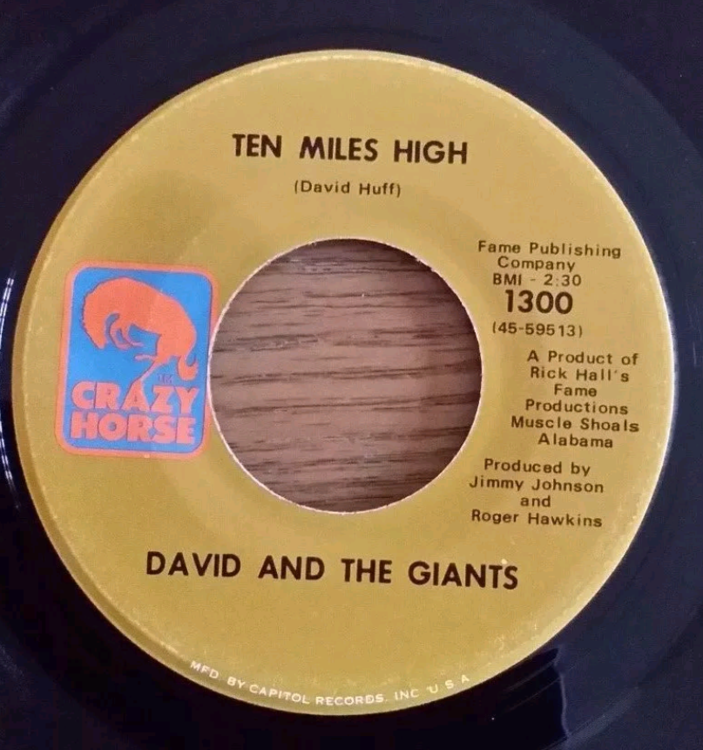 TEN MILES HIGH
(David Huff)
Fame Publishing
Company
BMI - 2:30
1300
(45-59513)
A Product of
Rick Hall's
Fame
Productions
Muscle Shoals
Alabama
Produced by
Jimmy Johnson
and
Roger Hawkins
CRAZY
HORSE
DAVID AND THE GIANTS
MFD. BY CAPITOL RECORDS, INC. U.S.A.